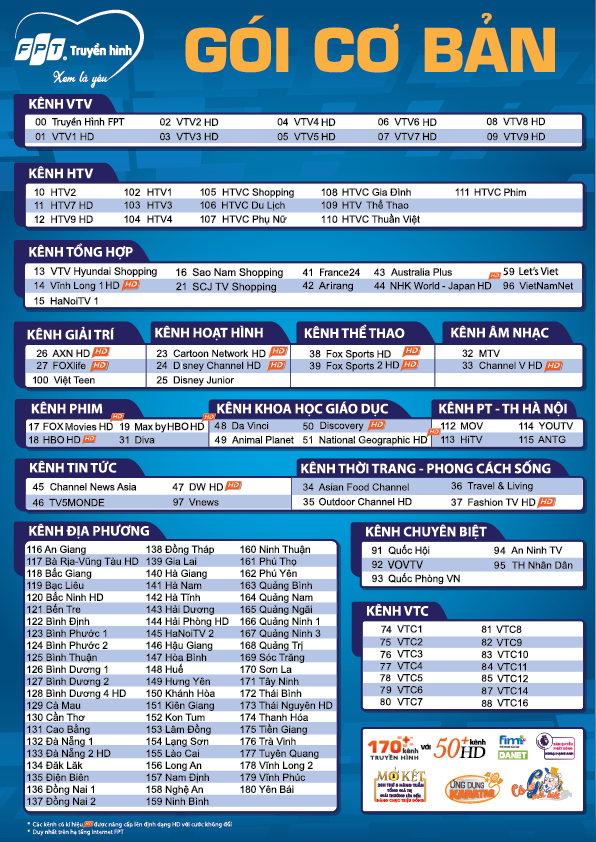 FPT Truyền hình
Xem là yêu
GÓI CƠ BẢN
KÊNH VTV
00 Truyền Hình FPT 02 VTV2 HD 04 VTV4 HD 06 VTV6 HD 08 VTV8 HD
01 VTV1 HD 03 VTV3 HD 05 VTV5 HD 07 VTV7 HD 09 VTV9 HD
KÊNH HTV
10 HTV2 102 HTV1 105 HTVC Shopping 108 HTVC Gia Đình 111 HTVC Phim
11 HTV7 HD 103 HTV3 106 HTVC Du Lịch 109 HTV Thể Thao
12 HTV9 HD 104 HTV4 107 HTVC Phụ Nữ 110 HTVC Thuần Việt
KÊNH TỔNG HỢP
13 VTV Hyundai Shopping 16 Sao Nam Shopping 41 France24 43 Australia Plus HD 59 Let's Viet
14 Vĩnh Long 1 HD HD 21 SCJ TV Shopping 42 Arirang 44 NHK World - Japan HD 96 VietNamNet
15 HaNoiTV 1
KÊNH GIẢI TRÍ
26 AXN HD HD
27 FOXlife HD
100 Việt Teen
KÊNH HOẠT HÌNH
23 Cartoon Network HD HD
24 D sney Channel HD HD
25 Disney Junior
KÊNH THỂ THAO
38 Fox Sports HD HD
39 Fox Sports 2 HD HD
KÊNH ÂM NHẠC
32 MTV
33 Channel V HD HD
KÊNH PHIM
17 FOX Movies HD HD 19 Max by HBO HD HD
18 HBO HD HD 31 Diva
KÊNH KHOA HỌC GIÁO DỤC
48 Da Vinci 50 Discovery HD
49 Animal Planet 51 National Geographic HD HD
KÊNH PT - TH HÀ NỘI
112 MOV 114 YOUTV
113 HiTV 115 ANTG
KÊNH TIN TỨC
45 Channel News Asia 47 DW HD HD
46 TV5MONDE 97 Vnews
KÊNH THỜI TRANG - PHONG CÁCH SỐNG
34 Asian Food Channel 36 Travel & Living
35 Outdoor Channel HD 37 Fashion TV HD HD
KÊNH ĐỊA PHƯƠNG
116 An Giang 138 Đồng Tháp 160 Ninh Thuận
117 Bà Rịa-Vũng Tàu HD 139 Gia Lai 161 Phú Thọ
118 Bắc Giang 140 Hà Giang 162 Phú Yên
119 Bạc Liêu 141 Hà Nam 163 Quảng Bình
120 Bắc Ninh HD 142 Hà Tĩnh 164 Quảng Nam
121 Bến Tre 143 Hải Dương 165 Quảng Ngãi
122 Bình Định 144 Hải Phòng HD 166 Quảng Ninh 1
123 Bình Phước 1 145 HaNoiTV 2 167 Quảng Ninh 3
124 Bình Phước 2 146 Hậu Giang 168 Quảng Trị
125 Bình Thuận 147 Hòa Bình 169 Sóc Trăng
126 Bình Dương 1 148 Huế 170 Sơn La
127 Bình Dương 2 149 Hưng Yên 171 Tây Ninh
128 Bình Dương 4 HD 150 Khánh Hòa 172 Thái Bình
129 Cà Mau 151 Kiên Giang 173 Thái Nguyên HD
130 Cần Thơ 152 Kon Tum 174 Thanh Hóa
131 Cao Bằng 153 Lâm Đồng 175 Tiền Giang
132 Đà Nẵng 1 154 Lạng Sơn 176 Trà Vinh
133 Đà Nẵng 2 HD 155 Lào Cai 177 Tuyên Quang
134 Đăk Lăk 156 Long An 178 Vĩnh Long 2
135 Điện Biên 157 Nam Định 179 Vĩnh Phúc
136 Đồng Nai 1 158 Nghệ An 180 Yên Bái
137 Đồng Nai 2 159 Ninh Bình
KÊNH CHUYÊN BIỆT
91 Quốc Hội 94 An Ninh TV
92 VOVTV 95 TH Nhân Dân
93 Quốc Phòng VN
KÊNH VTC
74 VTC1 81 VTC8
75 VTC2 82 VTC9
76 VTC3 83 VTC10
77 VTC4 84 VTC11
78 VTC5 85 VTC12
79 VTC6 87 VTC14
80 VTC7 88 VTC16
170+ kênh TRUYỀN HÌNH với 50+ kênh HD
fim+
DANET
MỞ KÉT
ỨNG DỤNG KARATIVI
* Các kênh có kí hiệu HD được nâng cấp lên định dạng HD với cước không đổi
* Duy nhất trên hạ tầng Internet FPT